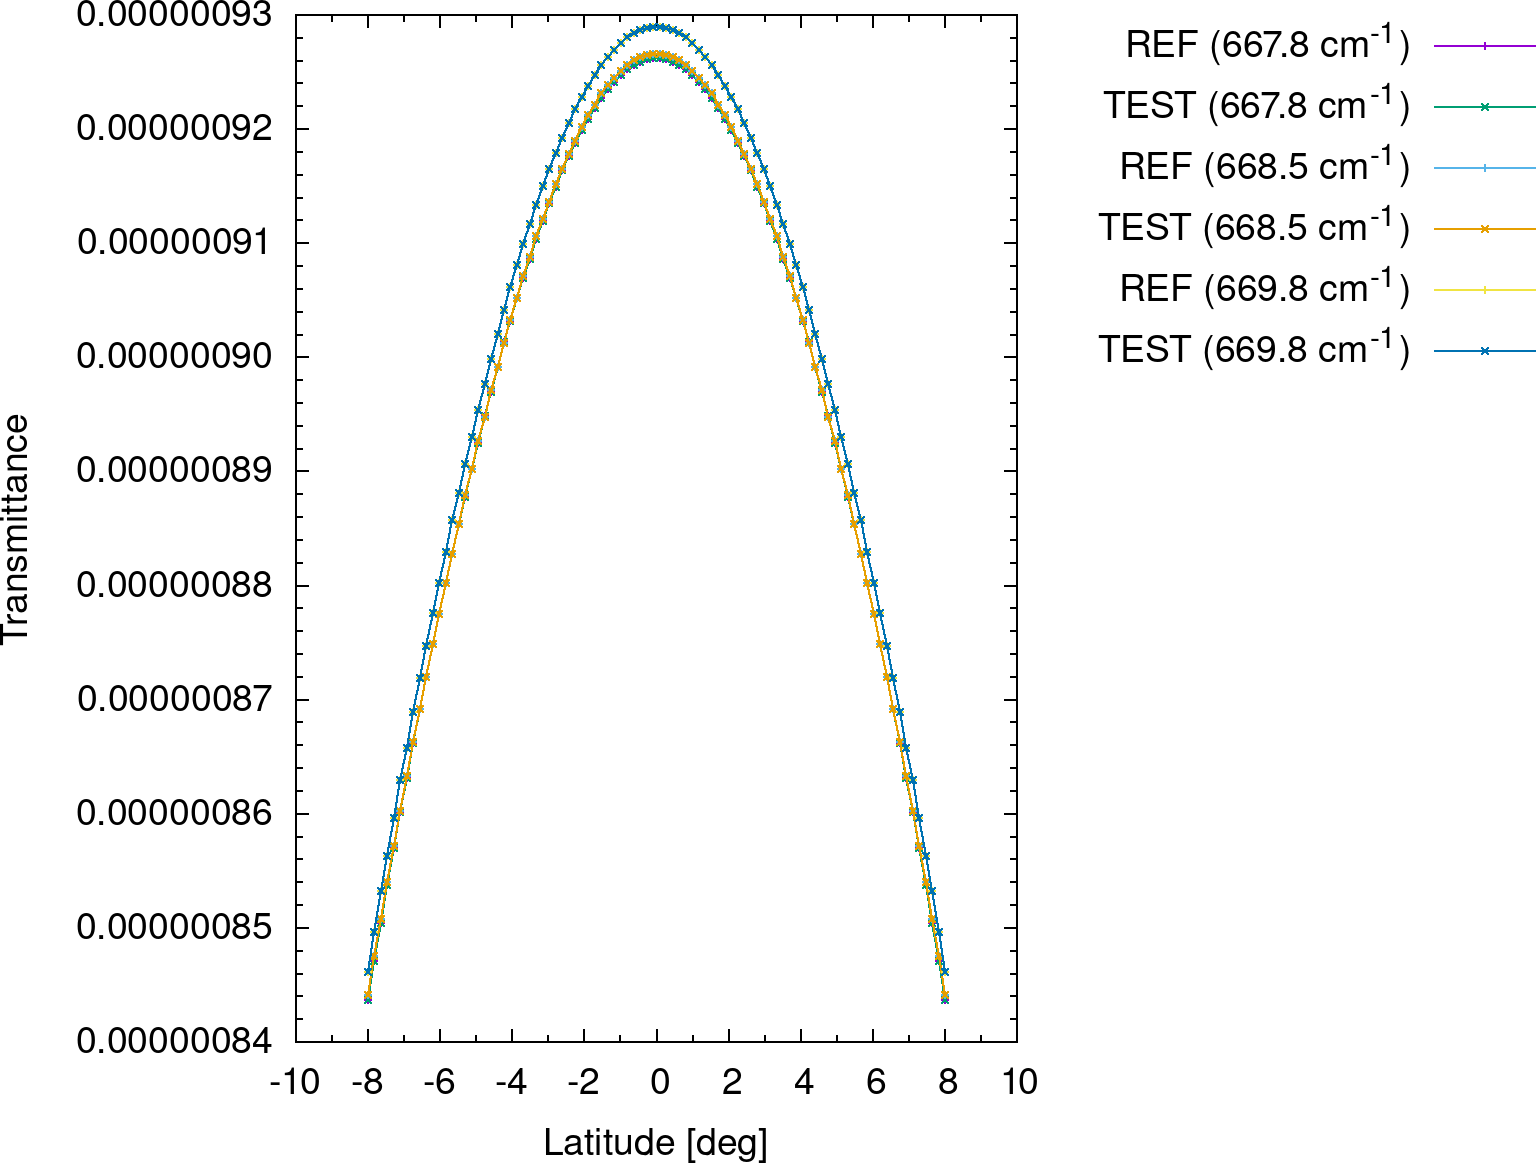 0.00000093
0.00000092
0.00000091
0.00000090
0.00000089
0.00000088
0.00000087
0.00000086
0.00000085
0.00000084
-10 -8 -6 -4 -2 0 2 4 6 8 10
Transmittance
Latitude [deg]
REF (667.8 cm-1)
TEST (667.8 cm-1)
REF (668.5 cm-1)
TEST (668.5 cm-1)
REF (669.8 cm-1)
TEST (669.8 cm-1)